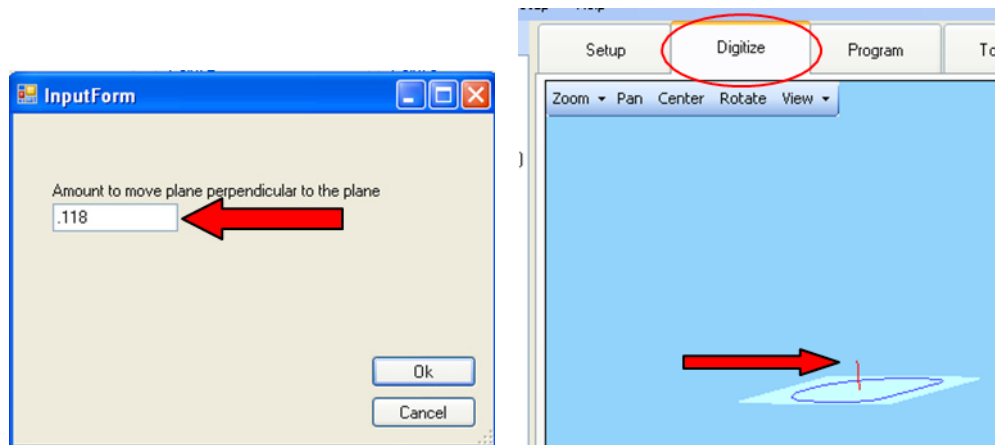 InputForm
Amount to move plane perpendicular to the plane
.118
Ok
Cancel
Setup Digitize Program
Zoom Pan Center Rotate View